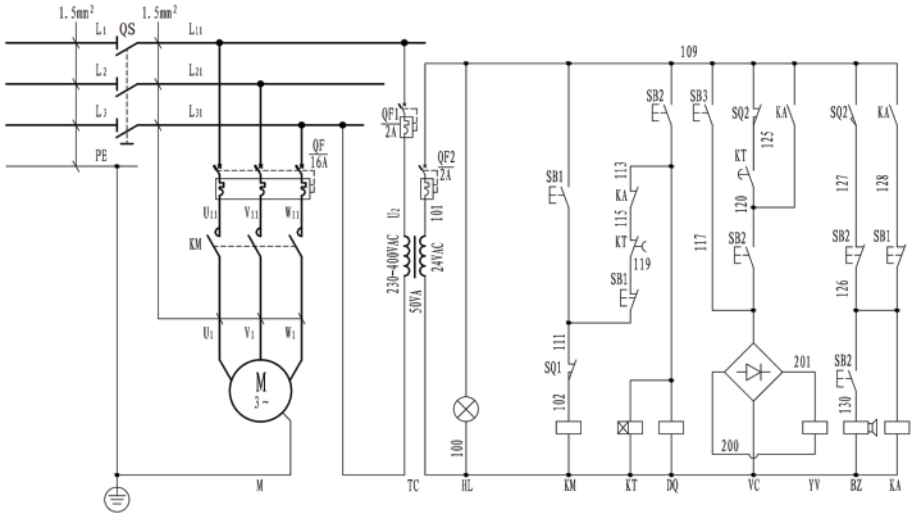 1.5mm² 1.5mm²
L1 QS L11
L2 L21
L3 L31
PE
QF 16A
QF1 2A
QF2 2A
U11 V11 W11
KM
U2 101
230-400VAC 24VAC
50VA
U1 V1 W1
M
3~
109
SB2 SB3 SQ2 KA SQ2 KA
125
SB1 113 KT 127 128
KA
115 120
KT
119 117 SB2 SB2 SB1
SB1 126
111
SQ1 SB2
102 201 130
100 200
M TC HL KM KT DQ VC YV BZ KA